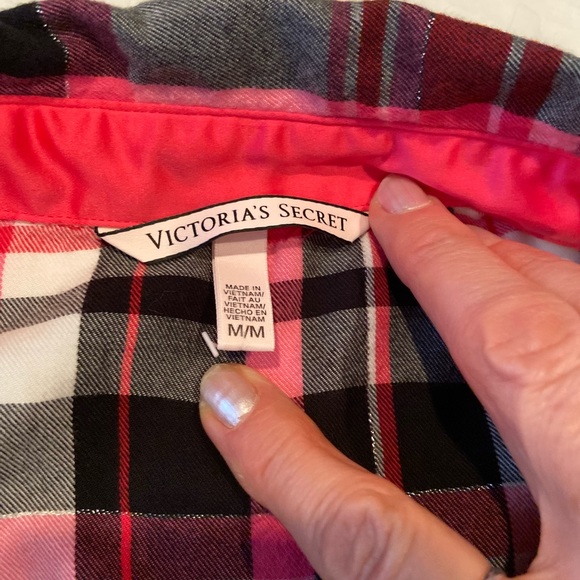 VICTORIA'S SECRET
MADE IN
VIETNAM/
FAIT AU
VIETNAM/
HECHO EN
VIETNAM
M/M